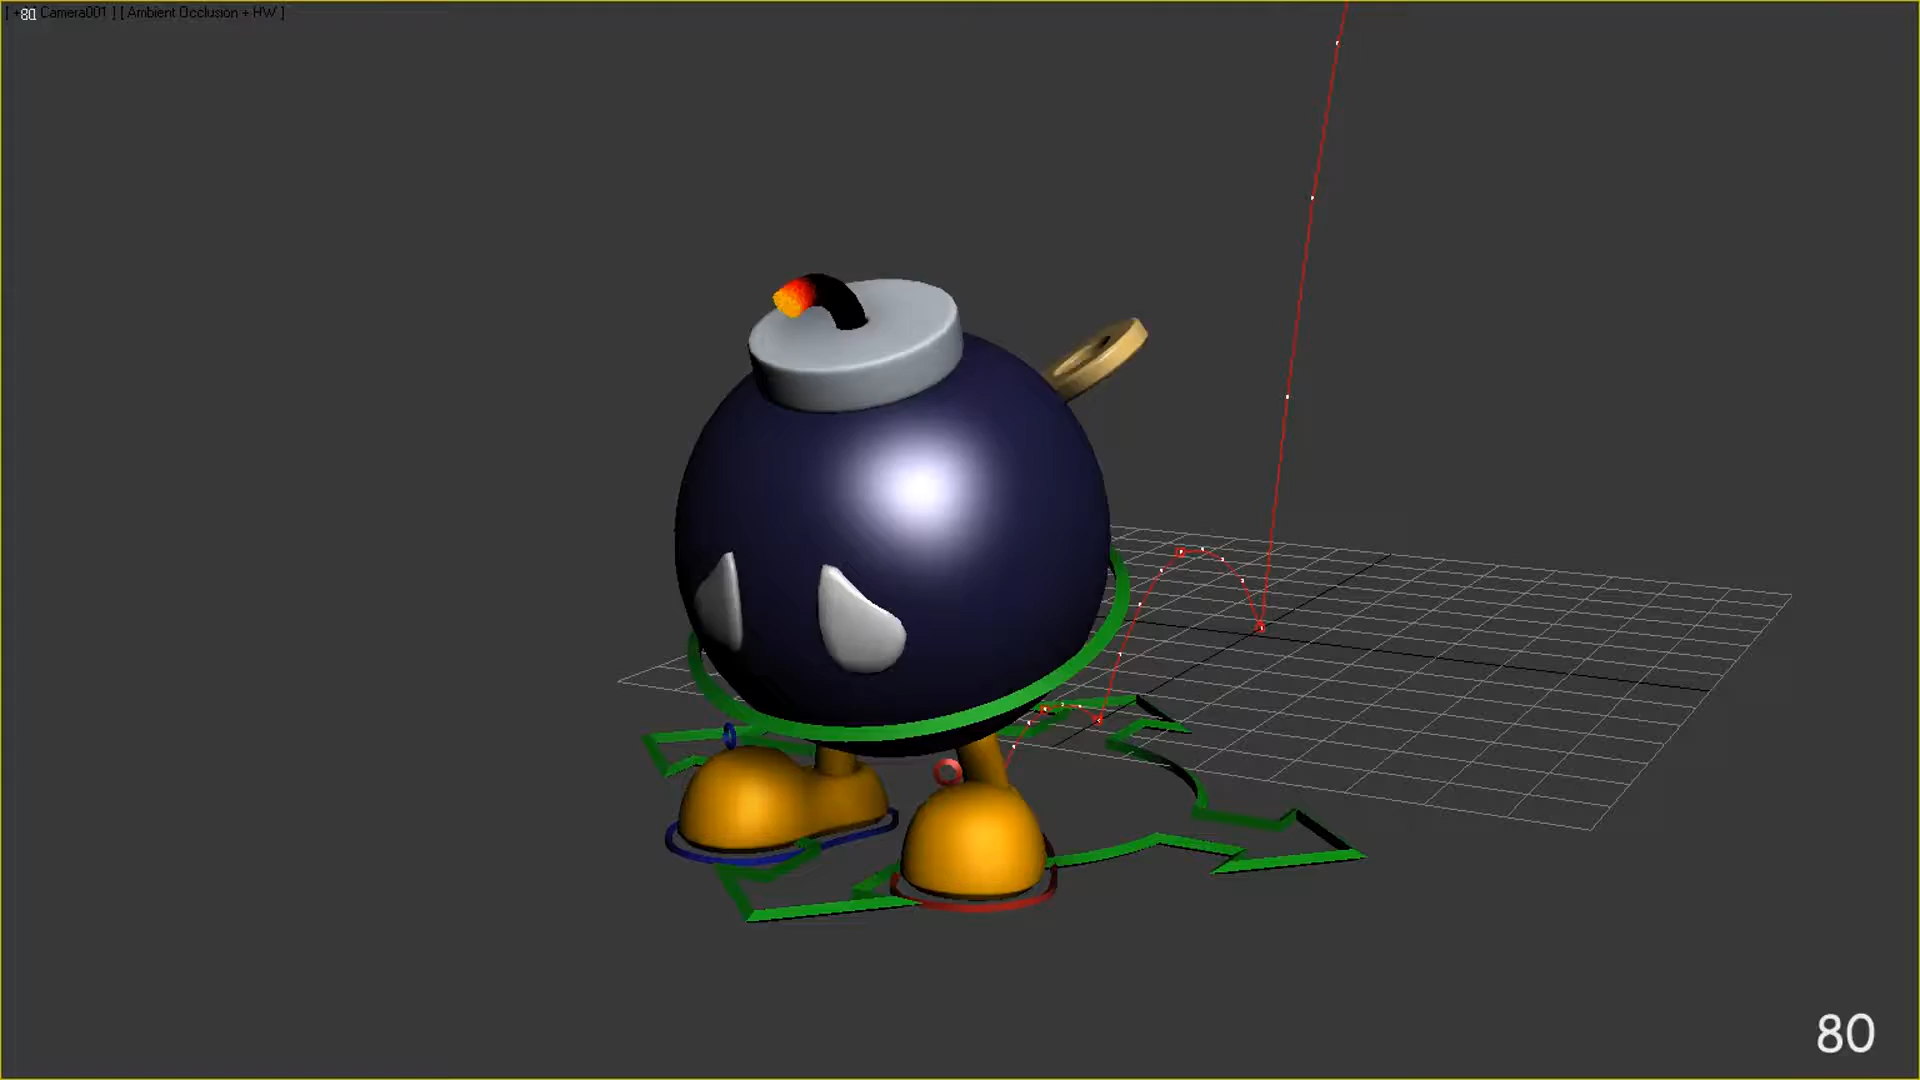 [ +80 Camera001 ] [ Ambient Occlusion + HW ]
80